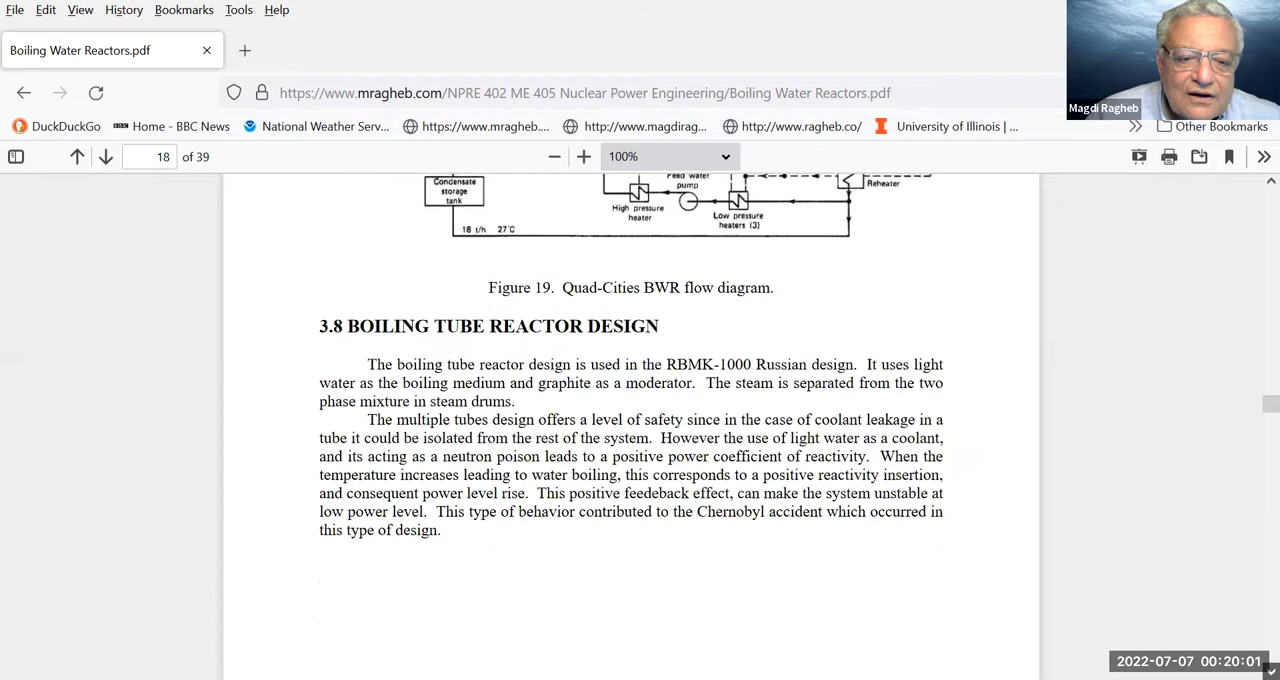 File Edit View History Bookmarks Tools Help
Boiling Water Reactors.pdf
https://www.mragheb.com/NPRE 402 ME 405 Nuclear Power Engineering/Boiling Water Reactors.pdf
Magdi Ragheb
DuckDuckGo BBC Home - BBC News National Weather Serv... https://www.mragheb.... http://www.magdirag... http://www.ragheb.co/ University of Illinois | ... Other Bookmarks
18 of 39 100%
Condensate
storage
tank
Feed water
pump
Reheater
High pressure
heater
Low pressure
heaters (3)
18 t/h 27°C
Figure 19. Quad-Cities BWR flow diagram.
3.8 BOILING TUBE REACTOR DESIGN
The boiling tube reactor design is used in the RBMK-1000 Russian design. It uses light
water as the boiling medium and graphite as a moderator. The steam is separated from the two
phase mixture in steam drums.
The multiple tubes design offers a level of safety since in the case of coolant leakage in a
tube it could be isolated from the rest of the system. However the use of light water as a coolant,
and its acting as a neutron poison leads to a positive power coefficient of reactivity. When the
temperature increases leading to water boiling, this corresponds to a positive reactivity insertion,
and consequent power level rise. This positive feedeback effect, can make the system unstable at
low power level. This type of behavior contributed to the Chernobyl accident which occurred in
this type of design.
2022-07-07 00:20:01